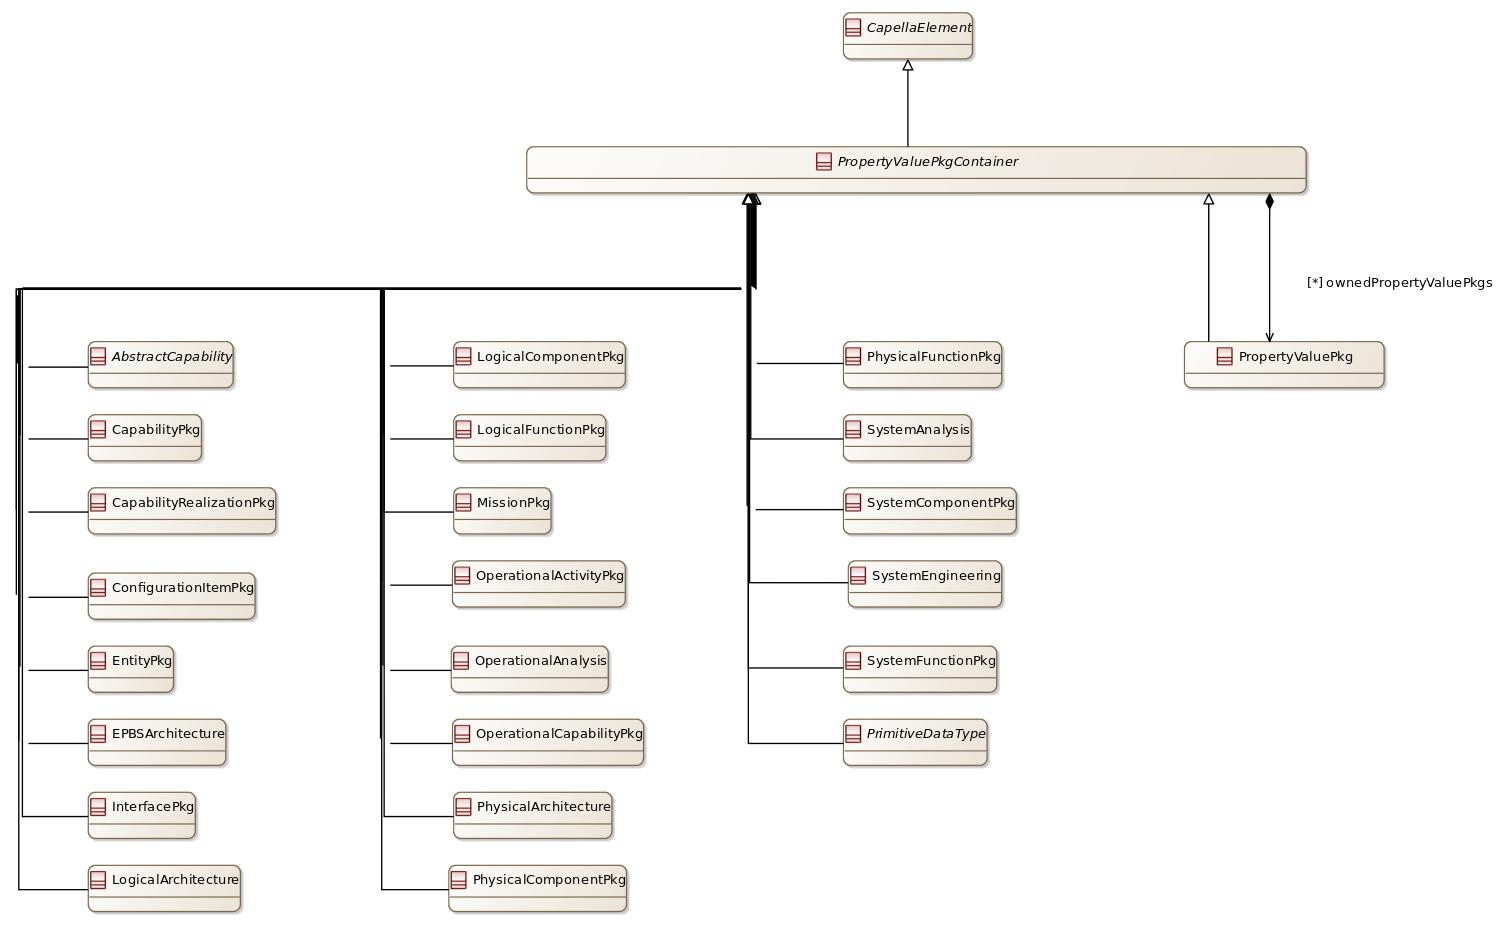 CapellaElement
PropertyValuePkgContainer
[*] ownedPropertyValuePkgs
AbstractCapability
LogicalComponentPkg
PhysicalFunctionPkg
PropertyValuePkg
CapabilityPkg
LogicalFunctionPkg
SystemAnalysis
CapabilityRealizationPkg
MissionPkg
SystemComponentPkg
OperationalActivityPkg
SystemEngineering
ConfigurationItemPkg
EntityPkg
OperationalAnalysis
SystemFunctionPkg
EPBSArchitecture
OperationalCapabilityPkg
PrimitiveDataType
InterfacePkg
PhysicalArchitecture
LogicalArchitecture
PhysicalComponentPkg